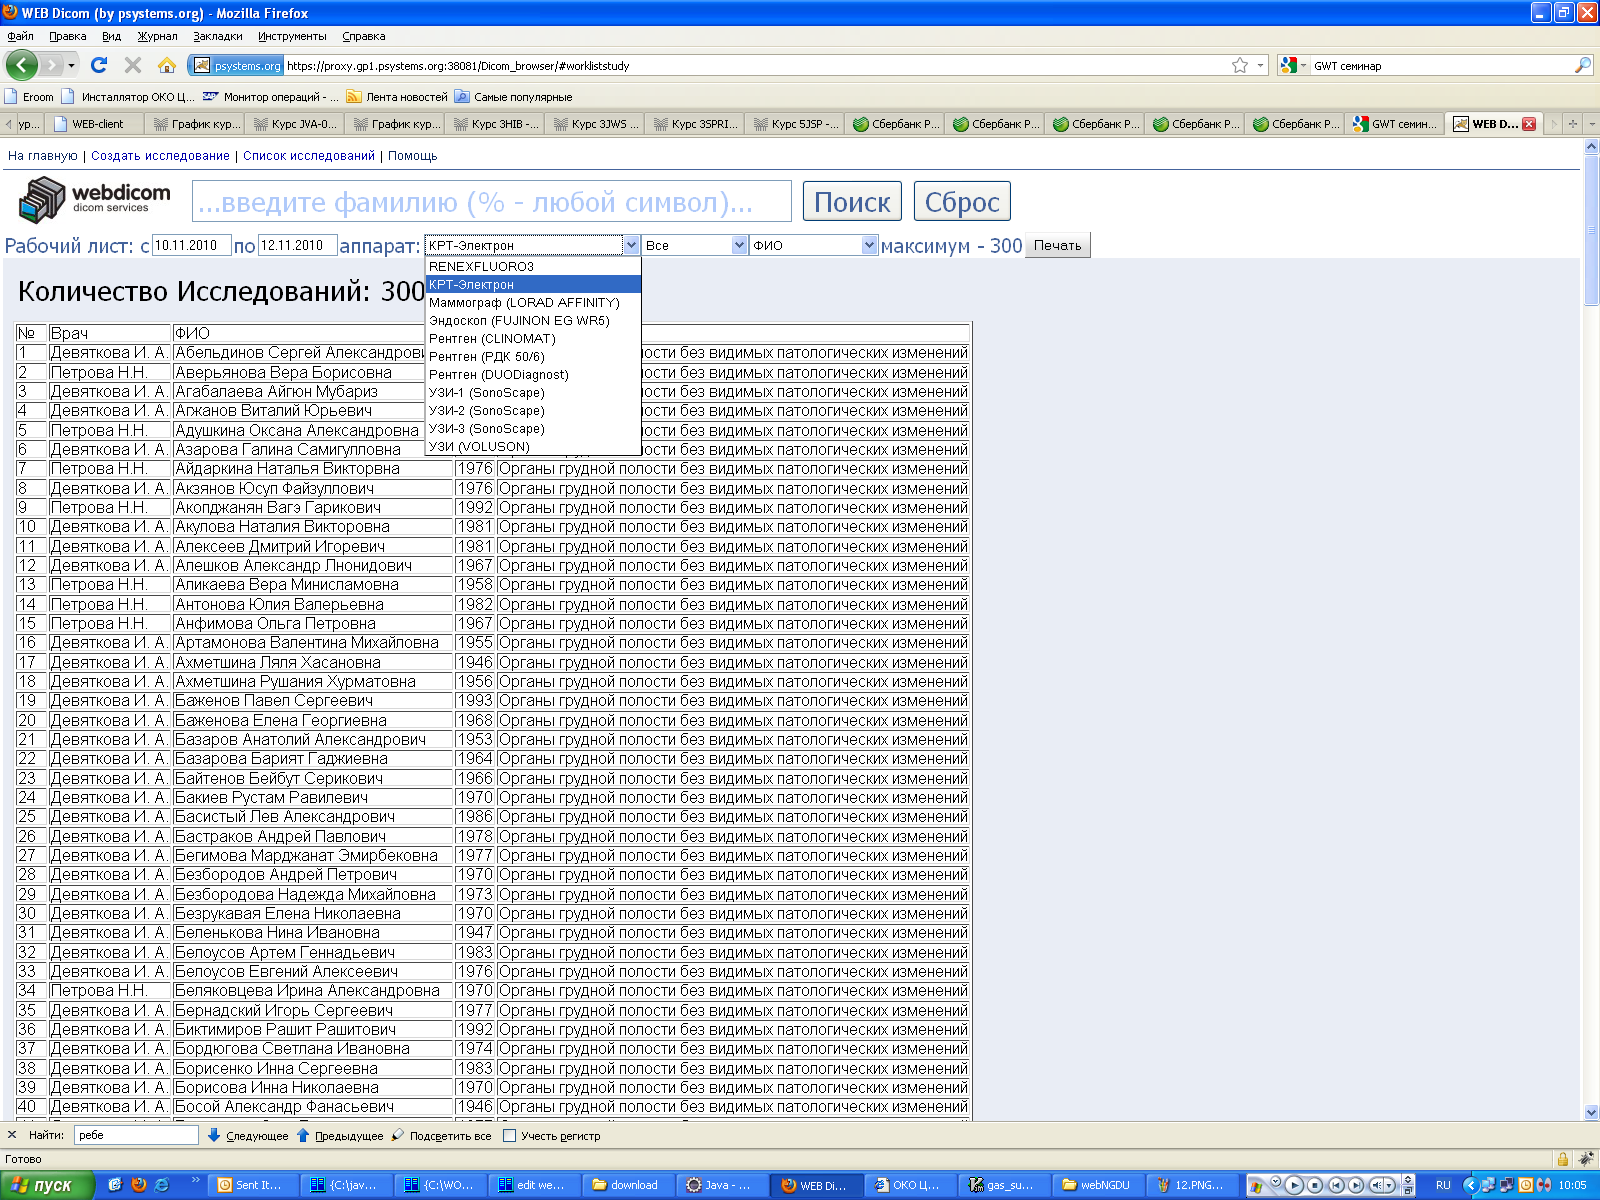 WEB Dicom (by psystems.org) - Mozilla Firefox
Файл Правка Вид Журнал Закладки Инструменты Справка
psystems.org https://proxy.gp1.psystems.org:38081/Dicom_browser/#workliststudy GWT семинар
Eroom Инсталлятор ОКО Ц... Монитор операций - ... Лента новостей Самые популярные
ур... WEB-client График кур... Курс JVA-0... График кур... Курс 3HIB -... Курс 3JWS ... Курс 3SPRI... Курс 5JSP -... Сбербанк Р... Сбербанк Р... Сбербанк Р... Сбербанк Р... Сбербанк Р... GWT семин... WEB D...
На главную | Создать исследование | Список исследований | Помощь
webdicom ...введите фамилию (% - любой символ)... Поиск Сброс
dicom services
Рабочий лист: с 10.11.2010 по 12.11.2010 аппарат: КРТ-Электрон Все ФИО максимум - 300 Печать
RENEXFLUORO3
КРТ-Электрон
Маммограф (LORAD AFFINITY)
Эндоскоп (FUJINON EG WR5)
Рентген (CLINOMAT)
Рентген (РДК 50/6)
Рентген (DUODiagnost)
УЗИ-1 (SonoScape)
УЗИ-2 (SonoScape)
УЗИ-3 (SonoScape)
УЗИ (VOLUSON)
Количество Исследований: 300
№ Врач ФИО
1 Девяткова И. А. Абельдинов Сергей Александрови полости без видимых патологических изменений
2 Петрова Н.Н. Аверьянова Вера Борисовна полости без видимых патологических изменений
3 Девяткова И. А. Агабалаева Айгюн Мубариз полости без видимых патологических изменений
4 Девяткова И. А. Агжанов Виталий Юрьевич полости без видимых патологических изменений
5 Петрова Н.Н. Адушкина Оксана Александровна полости без видимых патологических изменений
6 Девяткова И. А. Азарова Галина Самигулловна полости без видимых патологических изменений
7 Петрова Н.Н. Айдаркина Наталья Викторвна 1976 Органы грудной полости без видимых патологических изменений
8 Девяткова И. А. Акзянов Юсуп Файзуллович 1976 Органы грудной полости без видимых патологических изменений
9 Петрова Н.Н. Акопджанян Вагэ Гарикович 1992 Органы грудной полости без видимых патологических изменений
10 Девяткова И. А. Акулова Наталия Викторовна 1981 Органы грудной полости без видимых патологических изменений
11 Девяткова И. А. Алексеев Дмитрий Игоревич 1981 Органы грудной полости без видимых патологических изменений
12 Девяткова И. А. Алешков Александр Лнонидович 1967 Органы грудной полости без видимых патологических изменений
13 Петрова Н.Н. Аликаева Вера Минисламовна 1958 Органы грудной полости без видимых патологических изменений
14 Петрова Н.Н. Антонова Юлия Валерьевна 1982 Органы грудной полости без видимых патологических изменений
15 Петрова Н.Н. Анфимова Ольга Петровна 1967 Органы грудной полости без видимых патологических изменений
16 Девяткова И. А. Артамонова Валентина Михайловна 1955 Органы грудной полости без видимых патологических изменений
17 Девяткова И. А. Ахметшина Ляля Хасановна 1946 Органы грудной полости без видимых патологических изменений
18 Девяткова И. А. Ахметшина Рушания Хурматовна 1956 Органы грудной полости без видимых патологических изменений
19 Девяткова И. А. Баженов Павел Сергеевич 1993 Органы грудной полости без видимых патологических изменений
20 Девяткова И. А. Баженова Елена Георгиевна 1968 Органы грудной полости без видимых патологических изменений
21 Девяткова И. А. Базаров Анатолий Александрович 1953 Органы грудной полости без видимых патологических изменений
22 Девяткова И. А. Базарова Барият Гаджиевна 1964 Органы грудной полости без видимых патологических изменений
23 Девяткова И. А. Байтенов Бейбут Серикович 1966 Органы грудной полости без видимых патологических изменений
24 Девяткова И. А. Бакиев Рустам Равилевич 1970 Органы грудной полости без видимых патологических изменений
25 Девяткова И. А. Басистый Лев Александрович 1986 Органы грудной полости без видимых патологических изменений
26 Девяткова И. А. Бастраков Андрей Павлович 1978 Органы грудной полости без видимых патологических изменений
27 Девяткова И. А. Бегимова Марджанат Эмирбековна 1977 Органы грудной полости без видимых патологических изменений
28 Девяткова И. А. Безбородов Андрей Петрович 1970 Органы грудной полости без видимых патологических изменений
29 Девяткова И. А. Безбородова Надежда Михайловна 1973 Органы грудной полости без видимых патологических изменений
30 Девяткова И. А. Безрукавая Елена Николаевна 1970 Органы грудной полости без видимых патологических изменений
31 Девяткова И. А. Беленькова Нина Ивановна 1947 Органы грудной полости без видимых патологических изменений
32 Девяткова И. А. Белоусов Артем Геннадьевич 1983 Органы грудной полости без видимых патологических изменений
33 Девяткова И. А. Белоусов Евгений Алексеевич 1976 Органы грудной полости без видимых патологических изменений
34 Петрова Н.Н. Беляковцева Ирина Александровна 1970 Органы грудной полости без видимых патологических изменений
35 Девяткова И. А. Бернадский Игорь Сергеевич 1977 Органы грудной полости без видимых патологических изменений
36 Девяткова И. А. Биктимиров Рашит Рашитович 1992 Органы грудной полости без видимых патологических изменений
37 Девяткова И. А. Бордюгова Светлана Ивановна 1974 Органы грудной полости без видимых патологических изменений
38 Девяткова И. А. Борисенко Инна Сергеевна 1983 Органы грудной полости без видимых патологических изменений
39 Девяткова И. А. Борисова Инна Николаевна 1970 Органы грудной полости без видимых патологических изменений
40 Девяткова И. А. Босой Александр Фанасьевич 1946 Органы грудной полости без видимых патологических изменений
Найти: ребе Следующее Предыдущее Подсветить все Учесть регистр
Готово
пуск Sent It... {C:\jav... {C:\WO... edit we... download Java - ... WEB Di... ОКО Ц... gas_su... webNGDU 12.PNG... RU 10:05